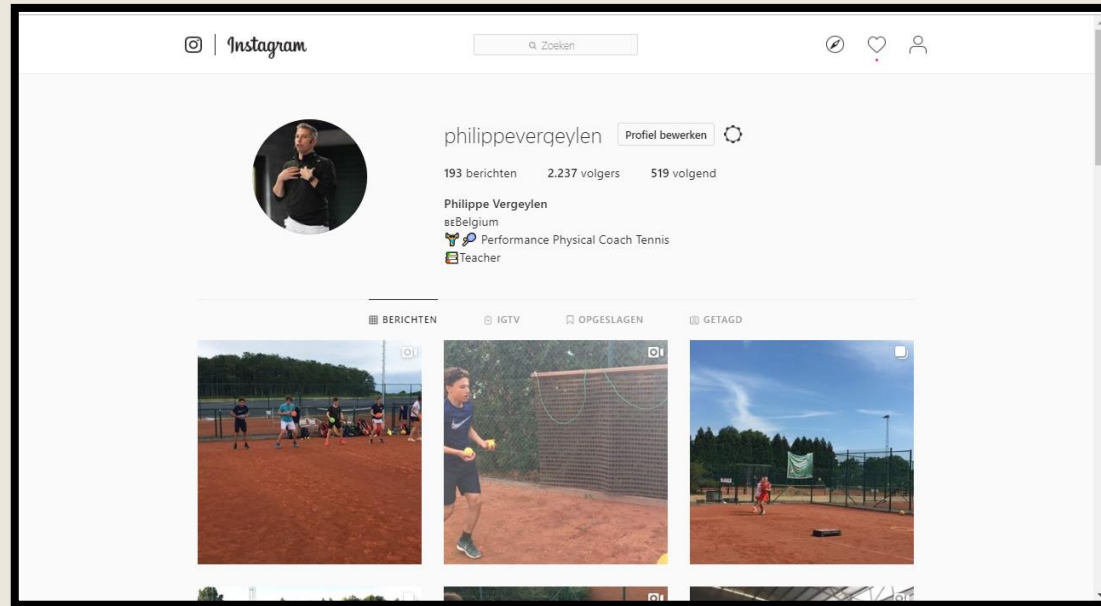 Instagram
Zoeken
philippevergeylen Profiel bewerken
193 berichten 2.237 volgers 519 volgend
Philippe Vergeylen
BEBelgium
Performance Physical Coach Tennis
Teacher
BERICHTEN IGTV OPGESLAGEN GETAGD